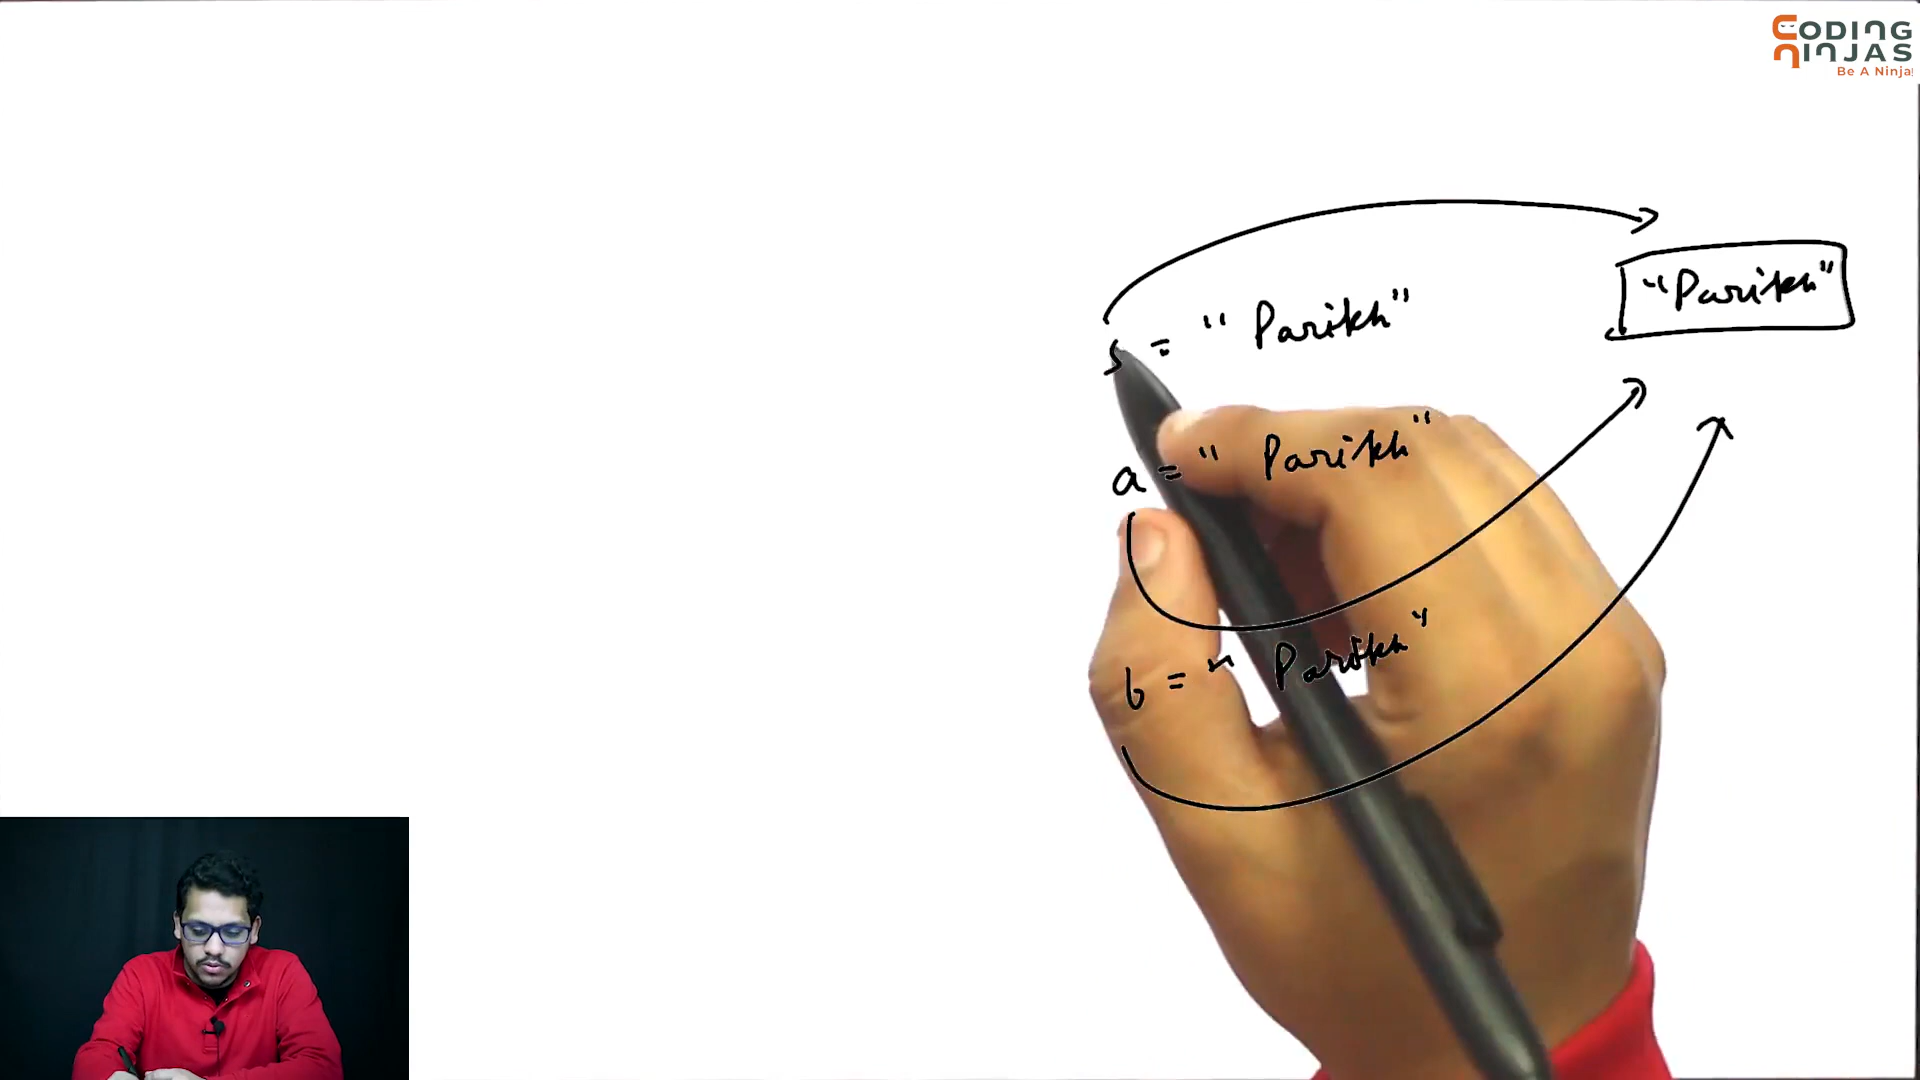 CODING
NINJAS
Be A Ninja!
"Parikh"
s = "Parikh"
a = "Parikh"
b = "Parikh"